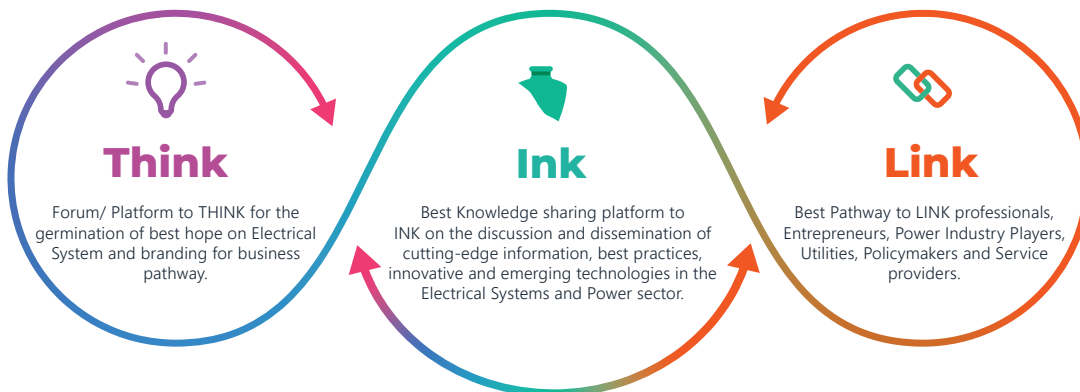 Think
Forum/ Platform to THINK for the
germination of best hope on Electrical
System and branding for business
pathway.
Ink
Best Knowledge sharing platform to
INK on the discussion and dissemination of
cutting-edge information, best practices,
innovative and emerging technologies in the
Electrical Systems and Power sector.
Link
Best Pathway to LINK professionals,
Entrepreneurs, Power Industry Players,
Utilities, Policymakers and Service
providers.